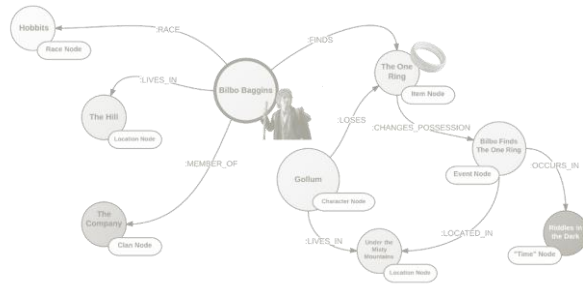 Hobbits
Race Node
:RACE
:FINDS
The One
Ring
Item Node
:LIVES_IN
Bilbo Baggins
The Hill
Location Node
:LOSES
:CHANGES_POSSESSION
Bilbo Finds
The One Ring
Event Node
OCCURS_IN
:MEMBER_OF
Gollum
Character Node
The
Company
Clan Node
:LIVES_IN
:LOCATED_IN
Under the
Misty
Mountains
Location Node
Riddles in
the Dark
"Time" Node